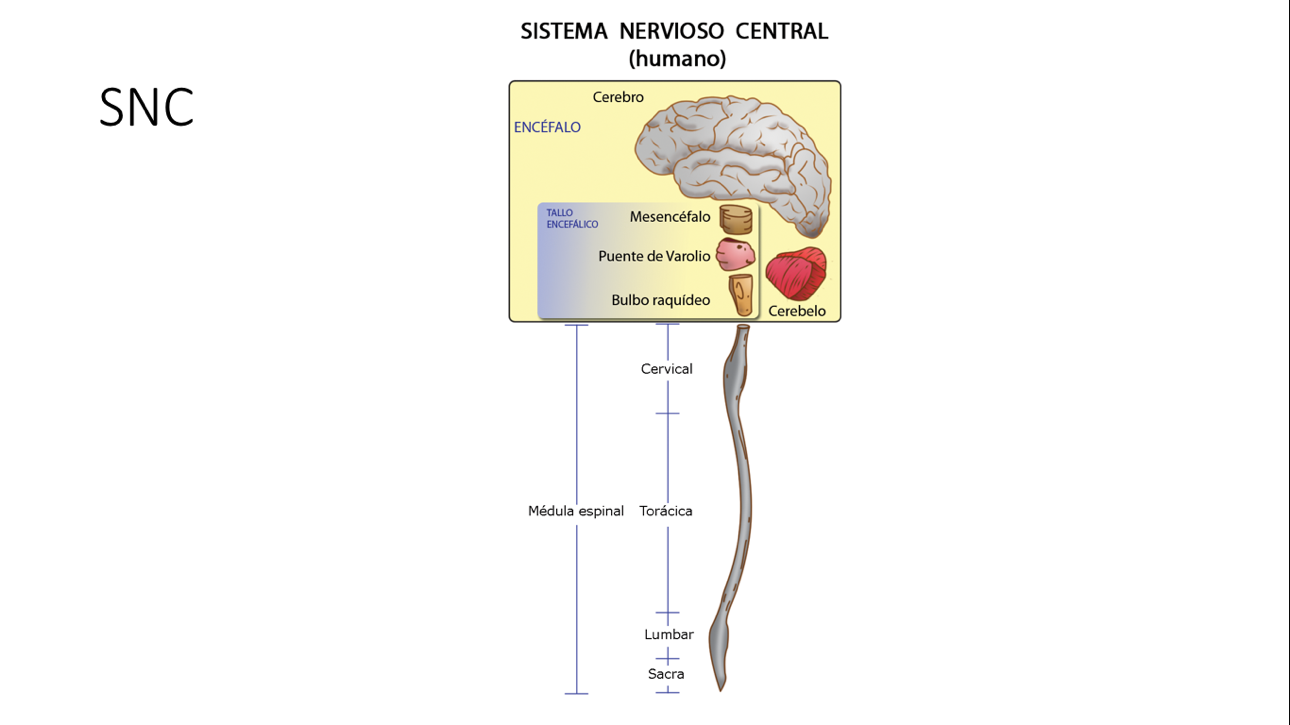 SNC
SISTEMA NERVIOSO CENTRAL
(humano)
Cerebro
ENCÉFALO
TALLO
ENCEFÁLICO
Mesencéfalo
Puente de Varolio
Bulbo raquídeo
Cerebelo
Cervical
Médula espinal
Torácica
Lumbar
Sacra